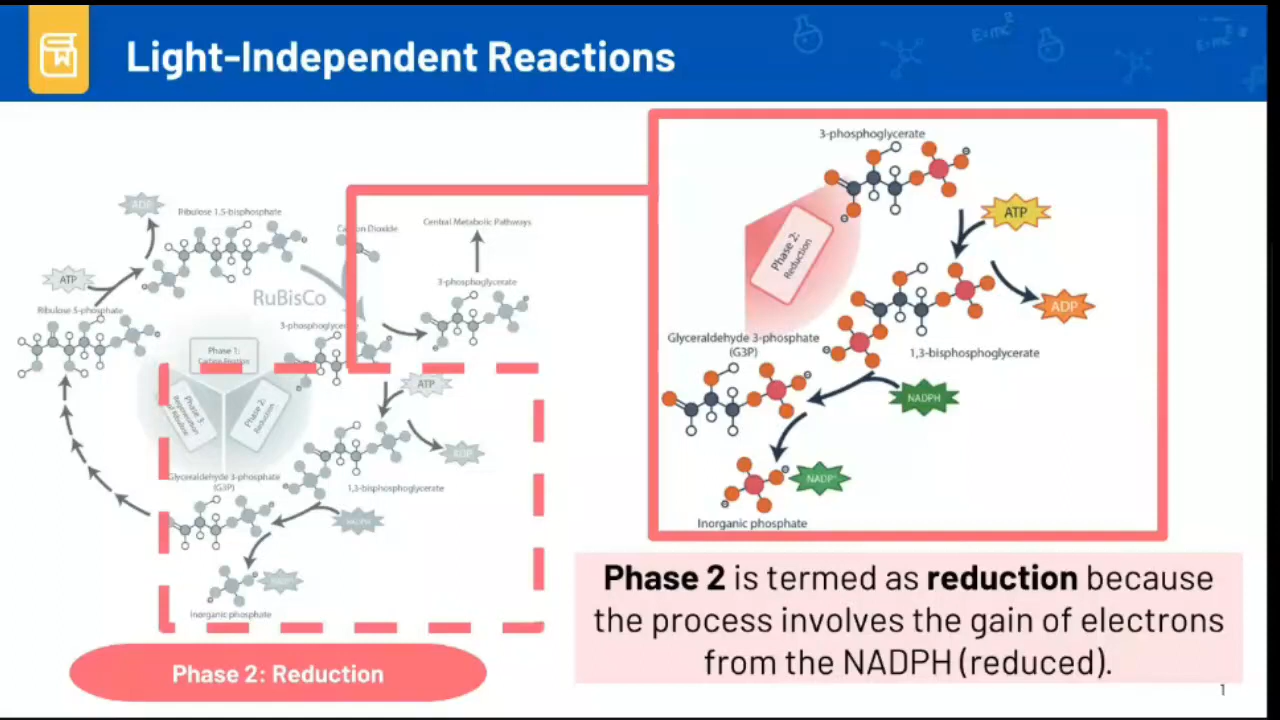 Light-Independent Reactions
3-phosphoglycerate
ATP
Phase 2:
Reduction
ADP
Glyceraldehyde 3-phosphate
(G3P)
1,3-bisphosphoglycerate
NADPH
NADP⁺
Inorganic phosphate
ADP
Ribulose 1,5-bisphosphate
Carbon Dioxide
Central Metabolic Pathways
ATP
RuBisCo
3-phosphoglycerate
Ribulose 5-phosphate
3-phosphoglycer
Phase 1:
Carbon Fixation
ATP
Phase 3:
Regeneration
of Ribulose
Phase 2:
Reduction
ADP
Glyceraldehyde 3-phosphate
(G3P)
1,3-bisphosphoglycerate
NADPH
Inorganic phosphate
Phase 2: Reduction
Phase 2 is termed as reduction because
the process involves the gain of electrons
from the NADPH (reduced).
1